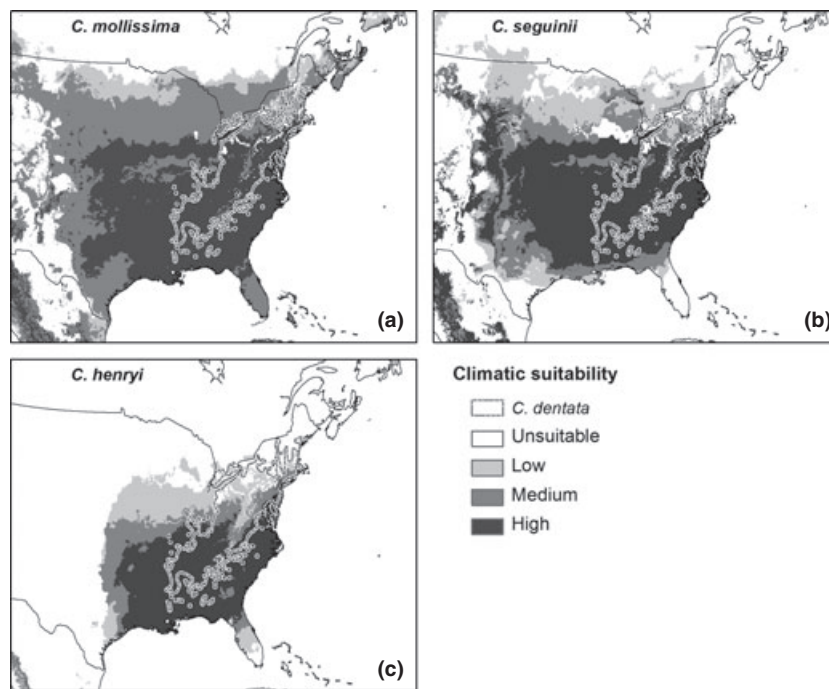 C. mollissima
(a)
C. seguinii
(b)
C. henryi
(c)
Climatic suitability
C. dentata
Unsuitable
Low
Medium
High